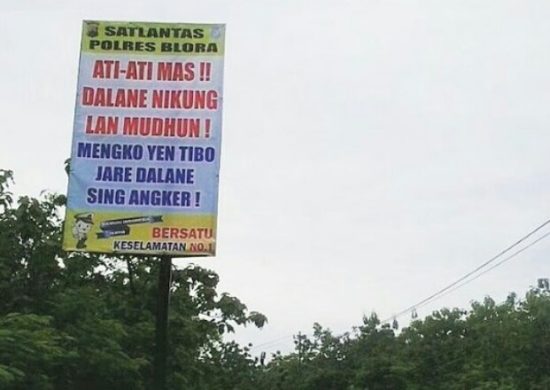 SATLANTAS
POLRES BLORA
ATI-ATI MAS !!
DALANE NIKUNG
LAN MUDHUN !
MENGKO YEN TIBO
JARE DALANE
SING ANGKER !
BERSATU
KESELAMATAN NO.1